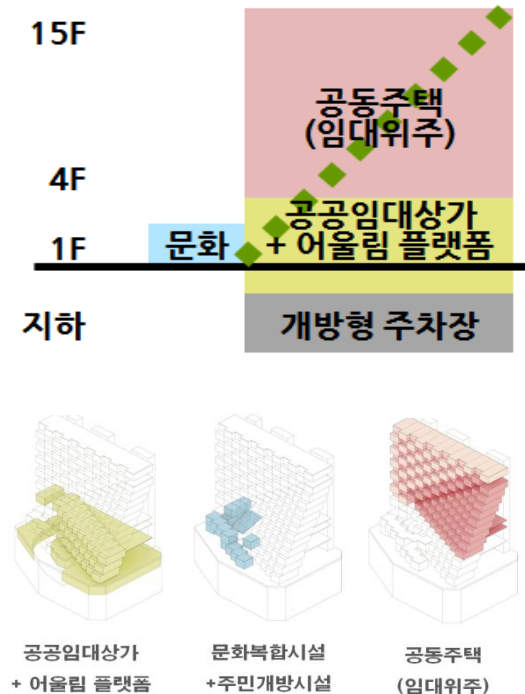 15F
공동주택
(임대위주)
4F
공공임대상가
1F
문화
+ 어울림 플랫폼
지하
개방형 주차장
공공임대상가
+ 어울림 플랫폼
문화복합시설
+주민개방시설
공동주택
(임대위주)